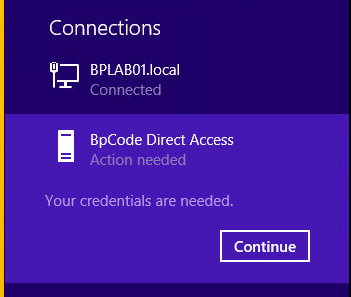 Connections
BPLAB01.local
Connected
BpCode Direct Access
Action needed
Your credentials are needed.
Continue